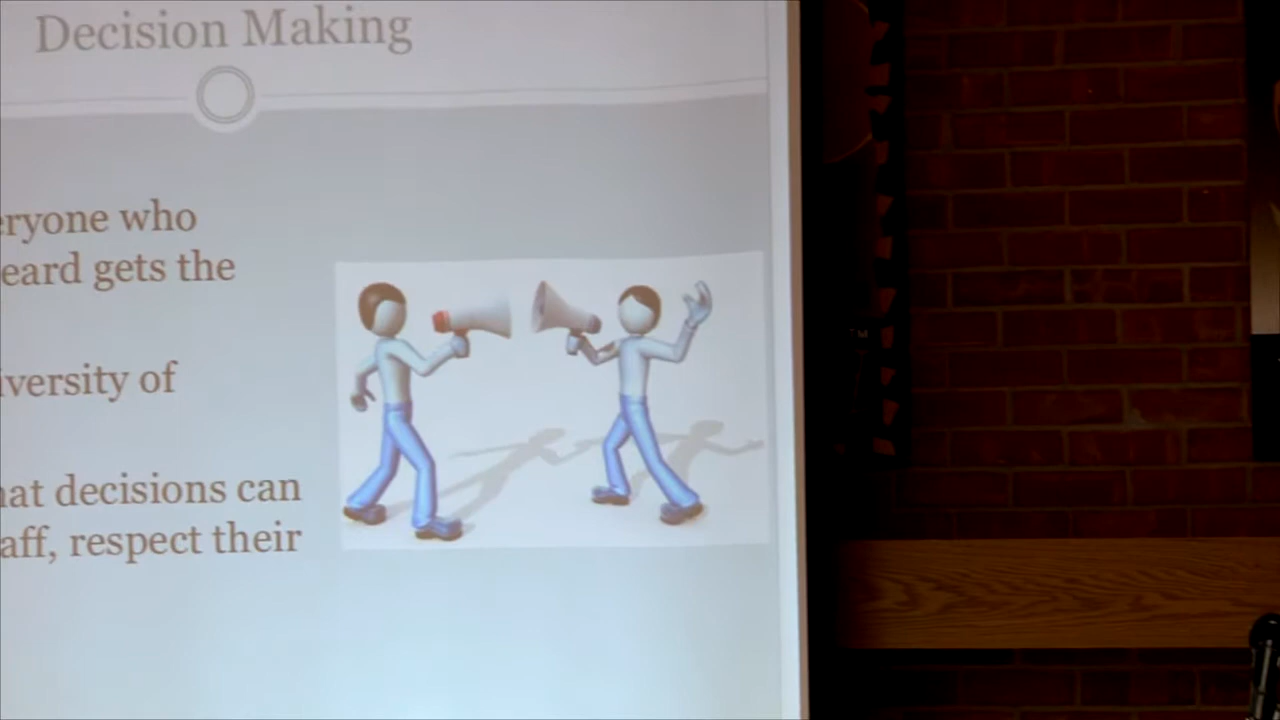 Decision Making
eryone who
eard gets the
iversity of
hat decisions can
aff, respect their